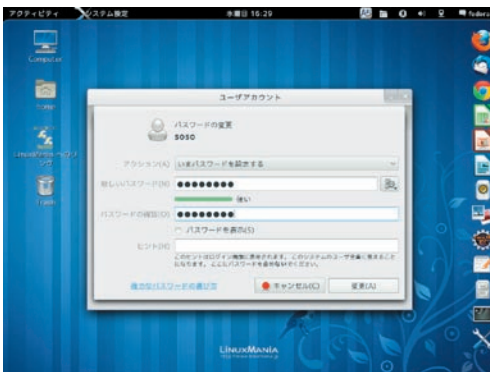 アクティビティ システム設定 水曜日 16:29
Computer
home
Trash
ユーザアカウント
パスワードの変更
soso
アクション(A) いまパスワードを設定する
新しいパスワード(N) ●●●●●●●●
強い
パスワードの確認(O) ●●●●●●●●
パスワードを表示(S)
ヒント(H)
このヒントはログイン画面に表示されます。 このシステムのユーザ全員に見えること
になります。 ここにパスワードを含めないでください。
強力なパスワードの選び方 キャンセル(C) 変更(A)
LINUXMANIA